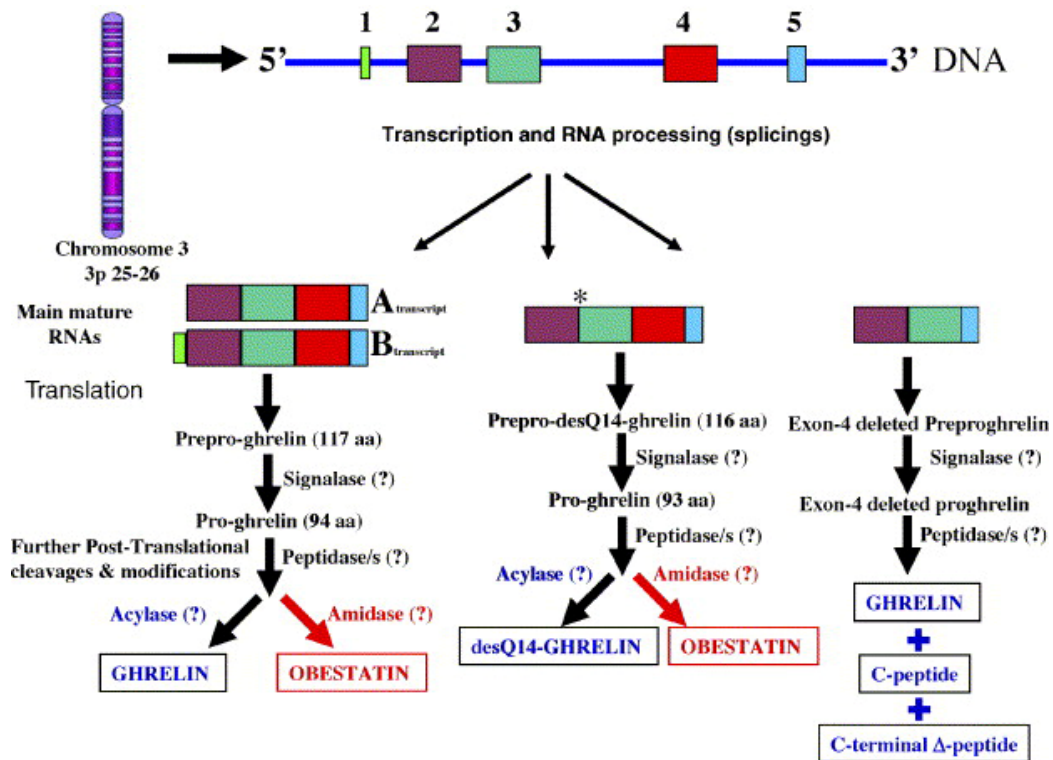 1 2 3 4 5
5’ 3’ DNA
Transcription and RNA processing (splicings)
Chromosome 3
3p 25-26
Main mature
RNAs
A transcript
B transcript
*
Translation
Prepro-ghrelin (117 aa)
Signalase (?)
Pro-ghrelin (94 aa)
Further Post-Translational
cleavages & modifications
Peptidase/s (?)
Acylase (?) Amidase (?)
GHRELIN OBESTATIN
Prepro-desQ14-ghrelin (116 aa)
Signalase (?)
Pro-ghrelin (93 aa)
Peptidase/s (?)
Acylase (?) Amidase (?)
desQ14-GHRELIN OBESTATIN
Exon-4 deleted Preproghrelin
Signalase (?)
Exon-4 deleted proghrelin
Peptidase/s (?)
GHRELIN
+
C-peptide
+
C-terminal Δ-peptide